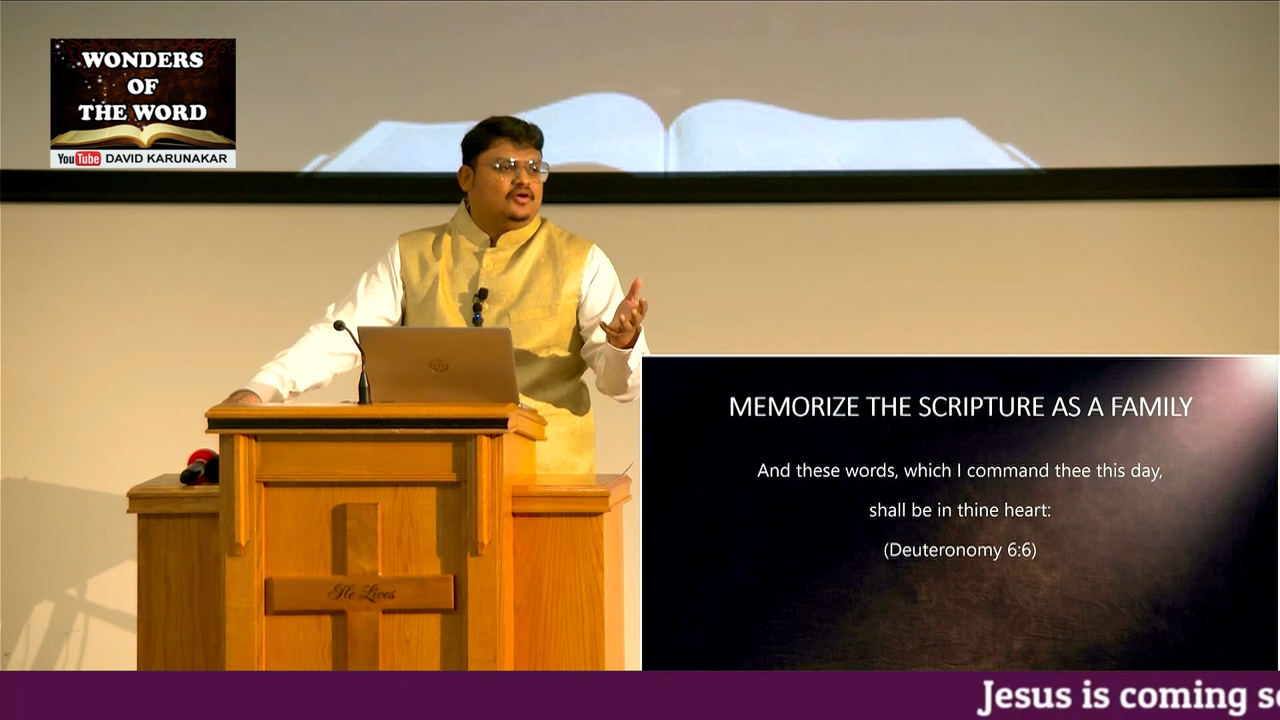 WONDERS
OF
THE WORD
YouTube DAVID KARUNAKAR
hp
MEMORIZE THE SCRIPTURE AS A FAMILY
And these words, which I command thee this day,
shall be in thine heart:
(Deuteronomy 6:6)
He Lives
Jesus is coming s